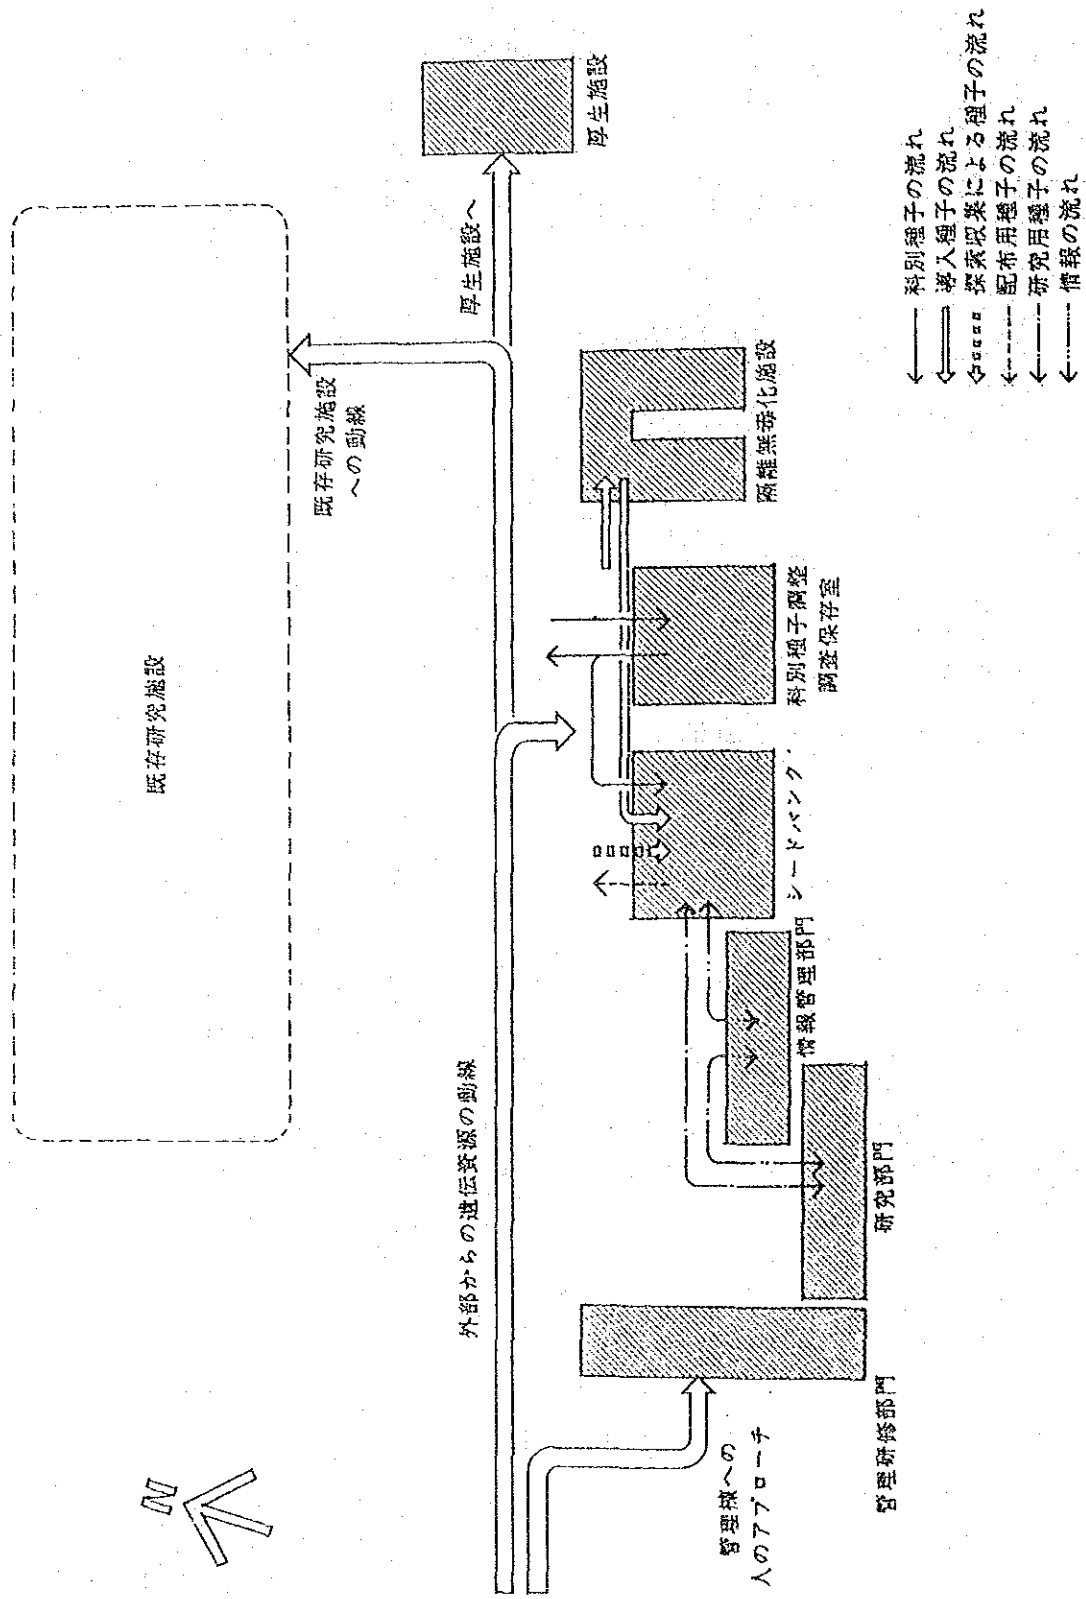 N
既存研究施設
既存研究施設
への動線
厚生施設へ
厚生施設
外部からの遺伝資源の動線
管理棟への
人のアプローチ
管理研修部門
研究部門
情報管理部門
シードバンク
科別種子調整
調査保存室
隔離無毒化施設
科別種子の流れ
導入種子の流れ
探索収集による種子の流れ
配布用種子の流れ
研究用種子の流れ
情報の流れ